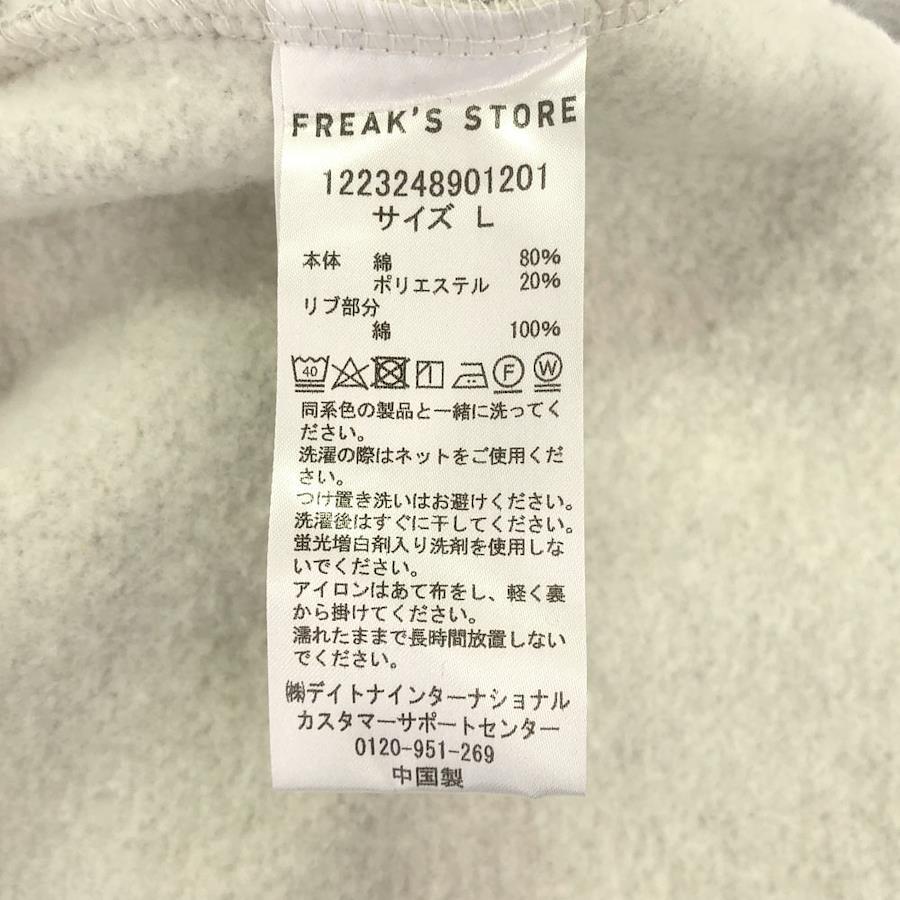 FREAK'S STORE
1223248901201
サイズ L
本体 綿 80%
ポリエステル 20%
リブ部分
綿 100%
40 F W
同系色の製品と一緒に洗ってく
ださい。
洗濯の際はネットをご使用くだ
さい。
つけ置き洗いはお避けください。
洗濯後はすぐに干してください。
蛍光増白剤入り洗剤を使用しな
いでください。
アイロンはあて布をし、軽く裏
から掛けてください。
濡れたままで長時間放置しない
でください。
㈱デイトナインターナショナル
カスタマーサポートセンター
0120-951-269
中国製